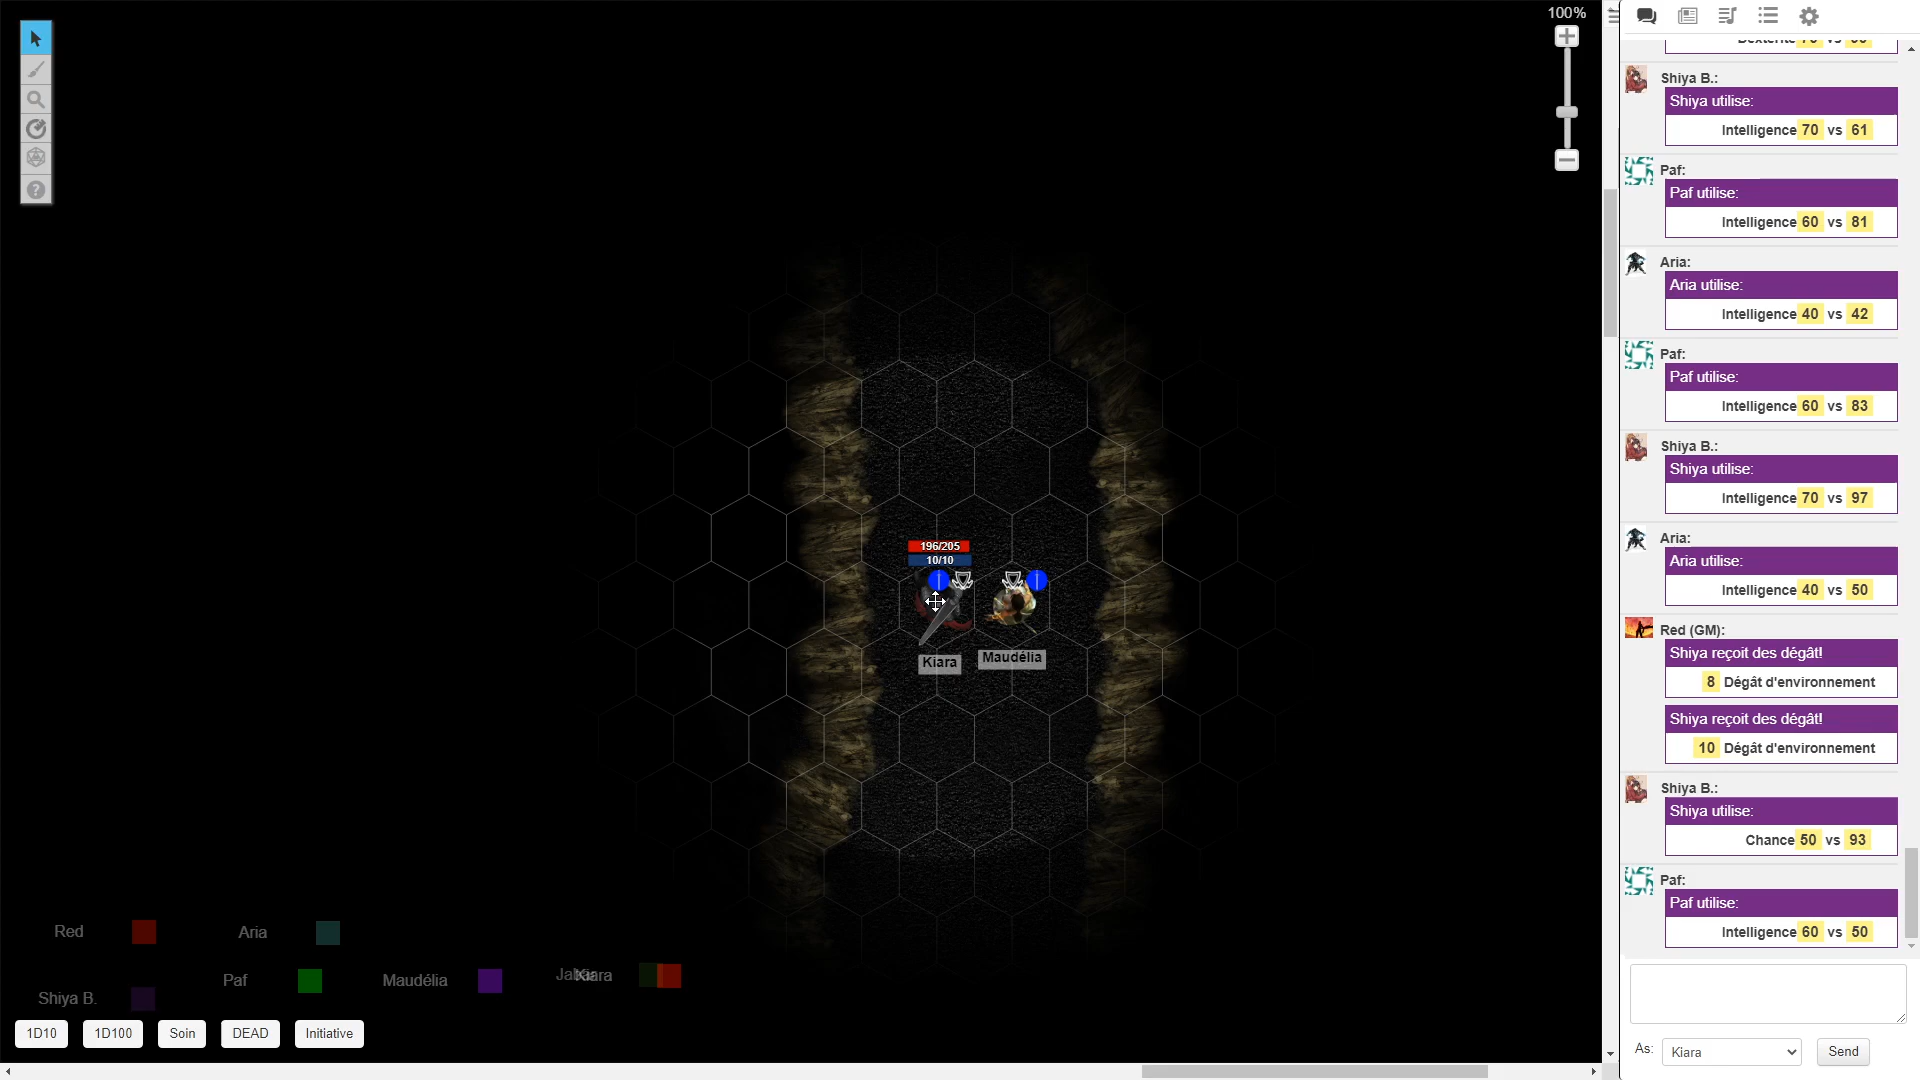 100%
196/205
10/10
Kiara
Maudélia
Red
Aria
Paf
Maudélia
Kiara
Shiya B.
1D10
1D100
Soin
DEAD
Initiative
Shiya B.:
Shiya utilise:
Intelligence 70 vs 61
Paf:
Paf utilise:
Intelligence 60 vs 81
Aria:
Aria utilise:
Intelligence 40 vs 42
Paf:
Paf utilise:
Intelligence 60 vs 83
Shiya B.:
Shiya utilise:
Intelligence 70 vs 97
Aria:
Aria utilise:
Intelligence 40 vs 50
Red (GM):
Shiya reçoit des dégât!
8 Dégât d'environnement
Shiya reçoit des dégât!
10 Dégât d'environnement
Shiya B.:
Shiya utilise:
Chance 50 vs 93
Paf:
Paf utilise:
Intelligence 60 vs 50
As: Kiara
Send